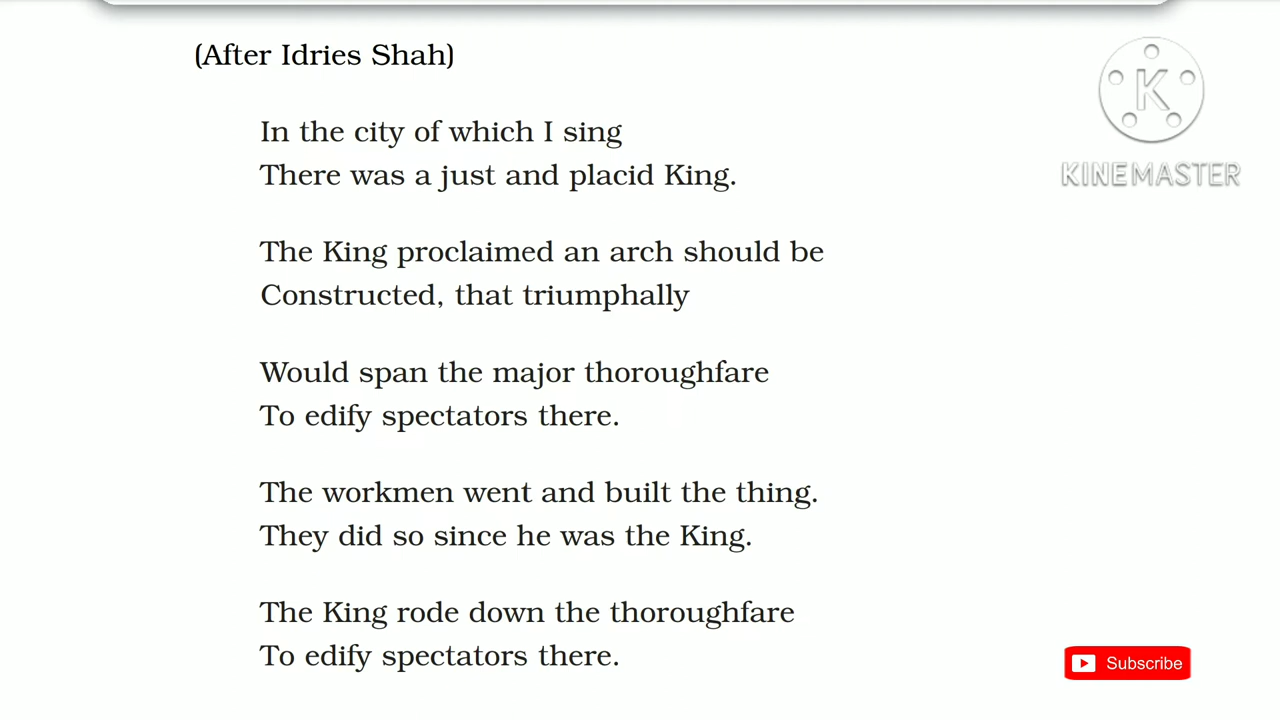 (After Idries Shah)
In the city of which I sing
There was a just and placid King.
The King proclaimed an arch should be
Constructed, that triumphally
Would span the major thoroughfare
To edify spectators there.
The workmen went and built the thing.
They did so since he was the King.
The King rode down the thoroughfare
To edify spectators there.
K
KINEMASTER
Subscribe